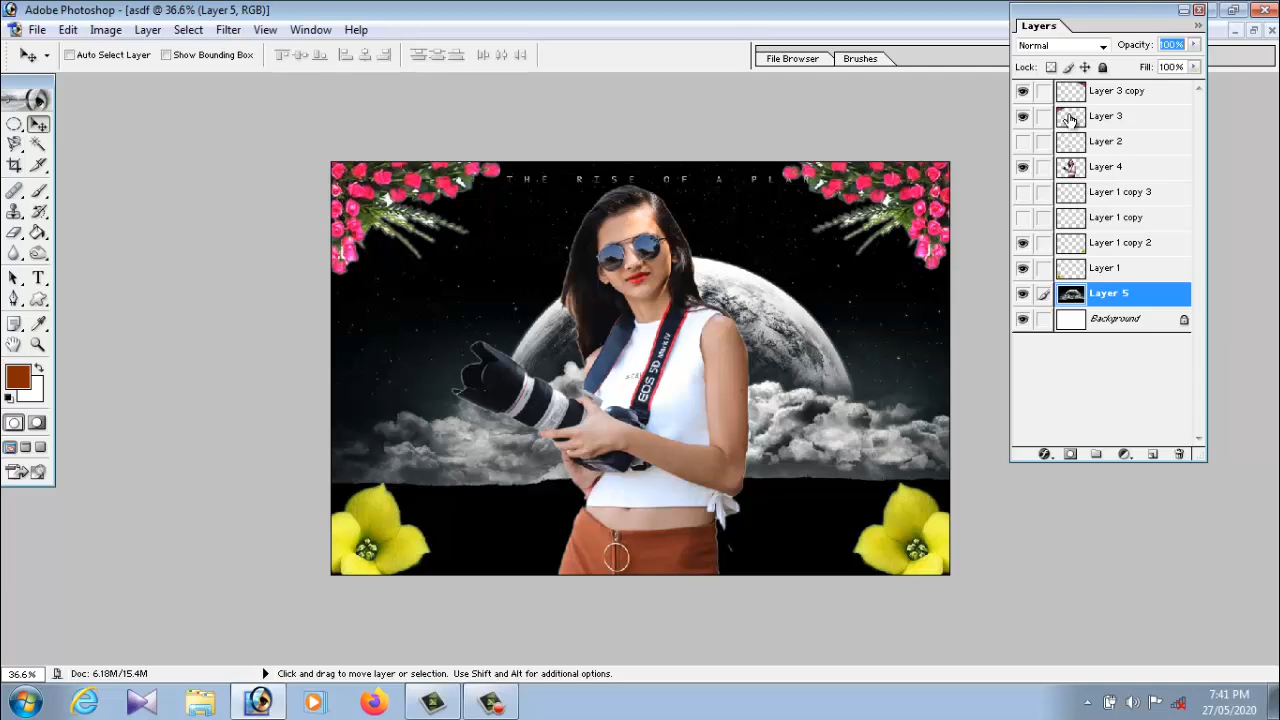 Adobe Photoshop - [asdf @ 36.6% (Layer 5, RGB)]
File Edit Image Layer Select Filter View Window Help
Auto Select Layer Show Bounding Box
File Browser Brushes
Layers
Normal Opacity: 100%
Lock: Fill: 100%
Layer 3 copy
Layer 3
Layer 2
Layer 4
Layer 1 copy 3
Layer 1 copy
Layer 1 copy 2
Layer 1
Layer 5
Background
THE RISE OF A PLAN
EOS 5D Mark IV
36.6% Doc: 6.18M/15.4M Click and drag to move layer or selection. Use Shift and Alt for additional options.
7:41 PM
27/05/2020